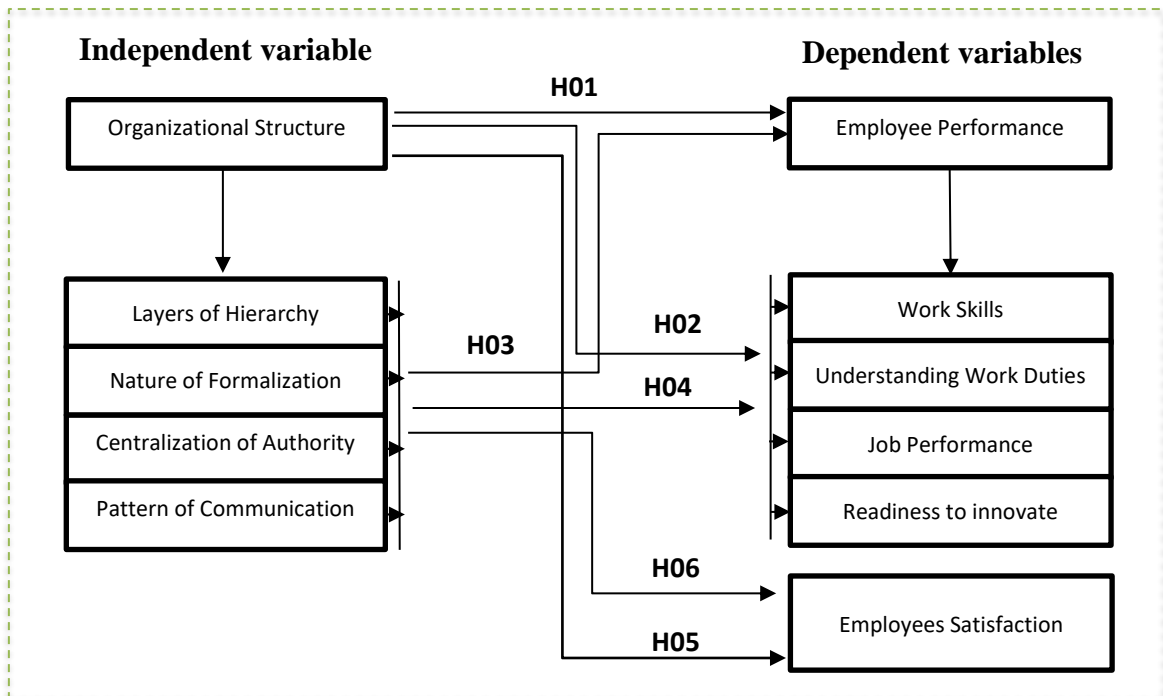 Independent variable
Dependent variables
H01
Organizational Structure
Employee Performance
Layers of Hierarchy
Nature of Formalization
Centralization of Authority
Pattern of Communication
H03
H02
H04
Work Skills
Understanding Work Duties
Job Performance
Readiness to innovate
H06
H05
Employees Satisfaction